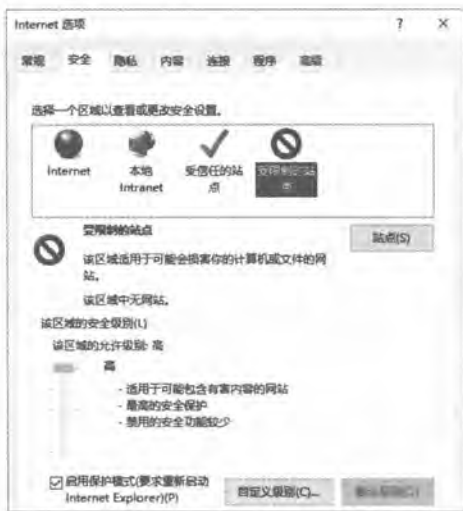 Internet 选项
? ×
常规 安全 隐私 内容 连接 程序 高级
选择一个区域以查看或更改安全设置。
Internet 本地 受信任的站 受限制的站
Intranet 点 点
受限制的站点
站点(S)
该区域适用于可能会损害你的计算机或文件的网
站。
该区域中无网站。
该区域的安全级别(L)
该区域的允许级别: 高
高
- 适用于可能包含有害内容的网站
- 最高的安全保护
- 禁用的安全功能较少
启用保护模式(要求重新启动
Internet Explorer)(P)
自定义级别(C)...